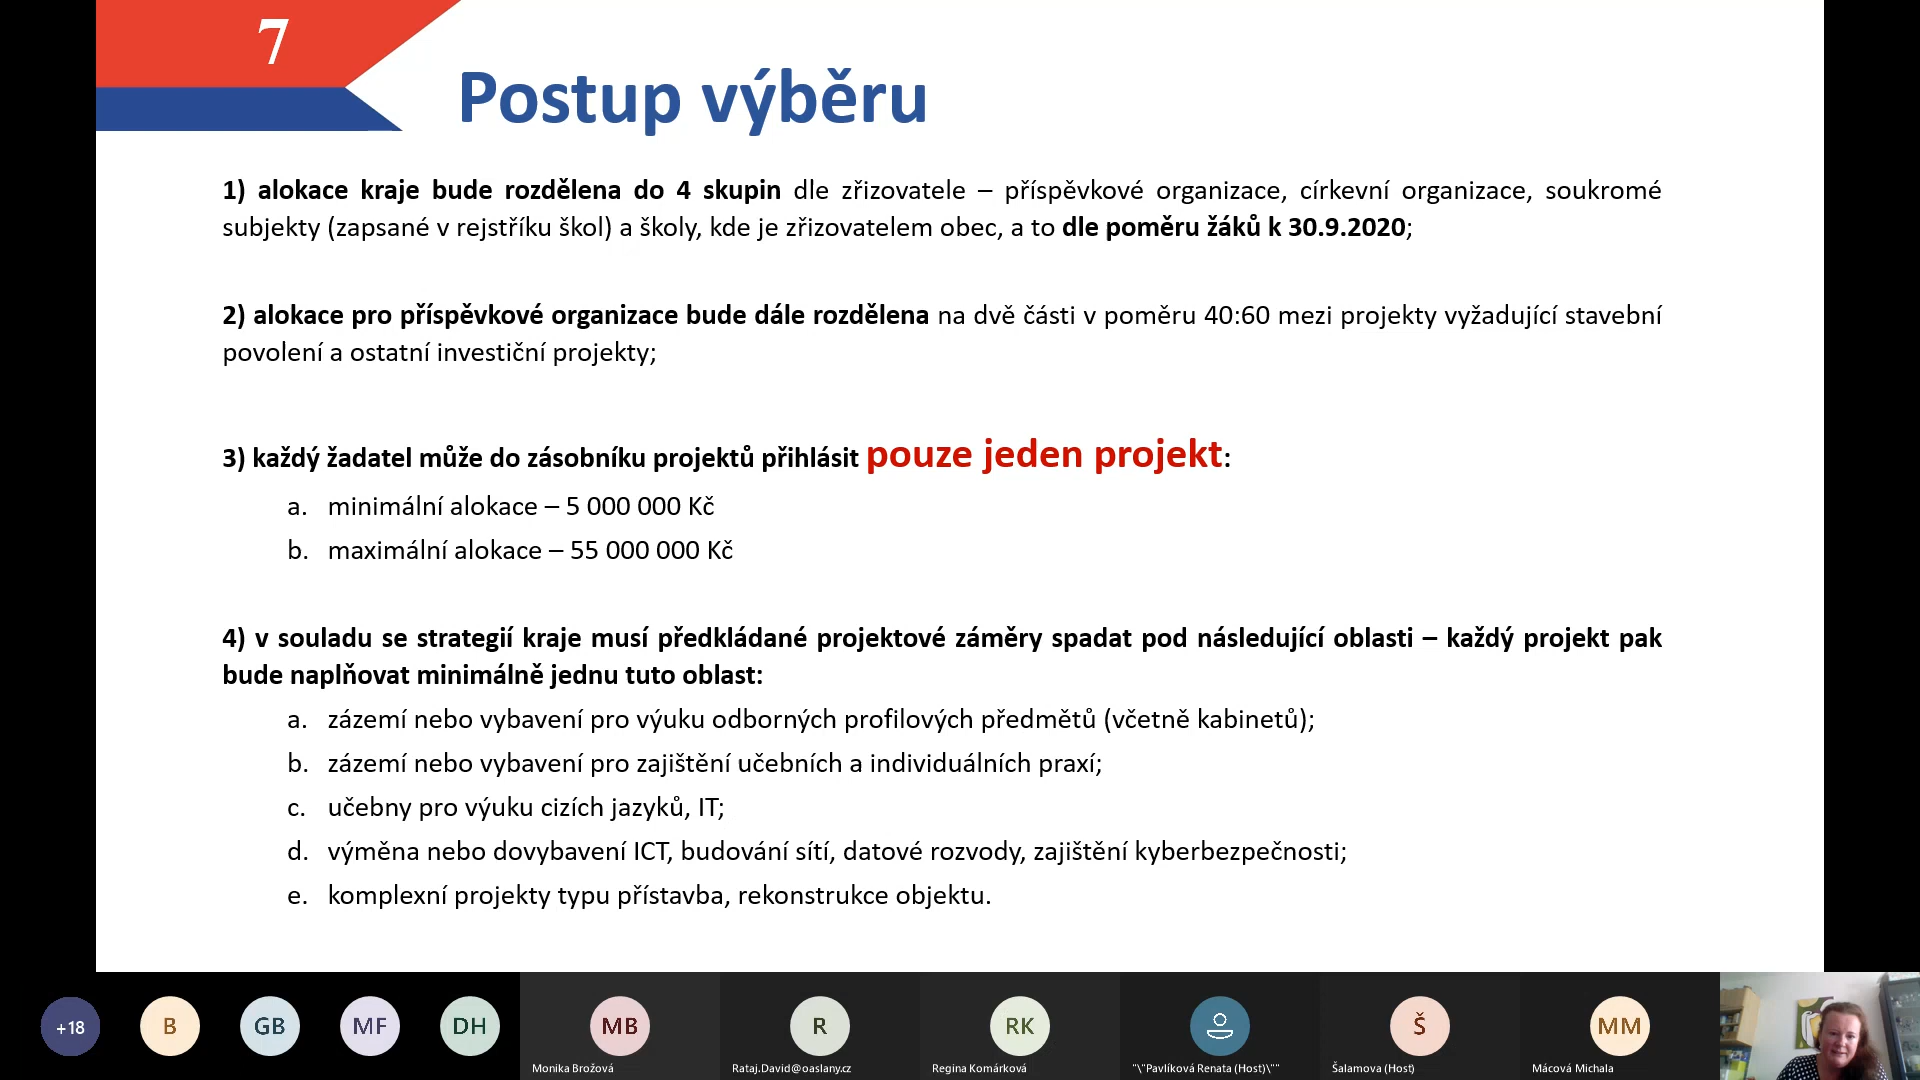 7
Postup výběru
1) alokace kraje bude rozdělena do 4 skupin dle zřizovatele – příspěvkové organizace, církevní organizace, soukromé
subjekty (zapsané v rejstříku škol) a školy, kde je zřizovatelem obec, a to dle poměru žáků k 30.9.2020;
2) alokace pro příspěvkové organizace bude dále rozdělena na dvě části v poměru 40:60 mezi projekty vyžadující stavební
povolení a ostatní investiční projekty;
3) každý žadatel může do zásobníku projektů přihlásit pouze jeden projekt:
a. minimální alokace – 5 000 000 Kč
b. maximální alokace – 55 000 000 Kč
4) v souladu se strategií kraje musí předkládané projektové záměry spadat pod následující oblasti – každý projekt pak
bude naplňovat minimálně jednu tuto oblast:
a. zázemí nebo vybavení pro výuku odborných profilových předmětů (včetně kabinetů);
b. zázemí nebo vybavení pro zajištění učebních a individuálních praxí;
c. učebny pro výuku cizích jazyků, IT;
d. výměna nebo dovybavení ICT, budování sítí, datové rozvody, zajištění kyberbezpečnosti;
e. komplexní projekty typu přístavba, rekonstrukce objektu.
+18 B GB MF DH MB R RK Š MM
Monika Brožová Rataj.David@oaslany.cz Regina Komárková "\"Pavlíková Renata (Host)\"" Šalamova (Host) Mácová Michala